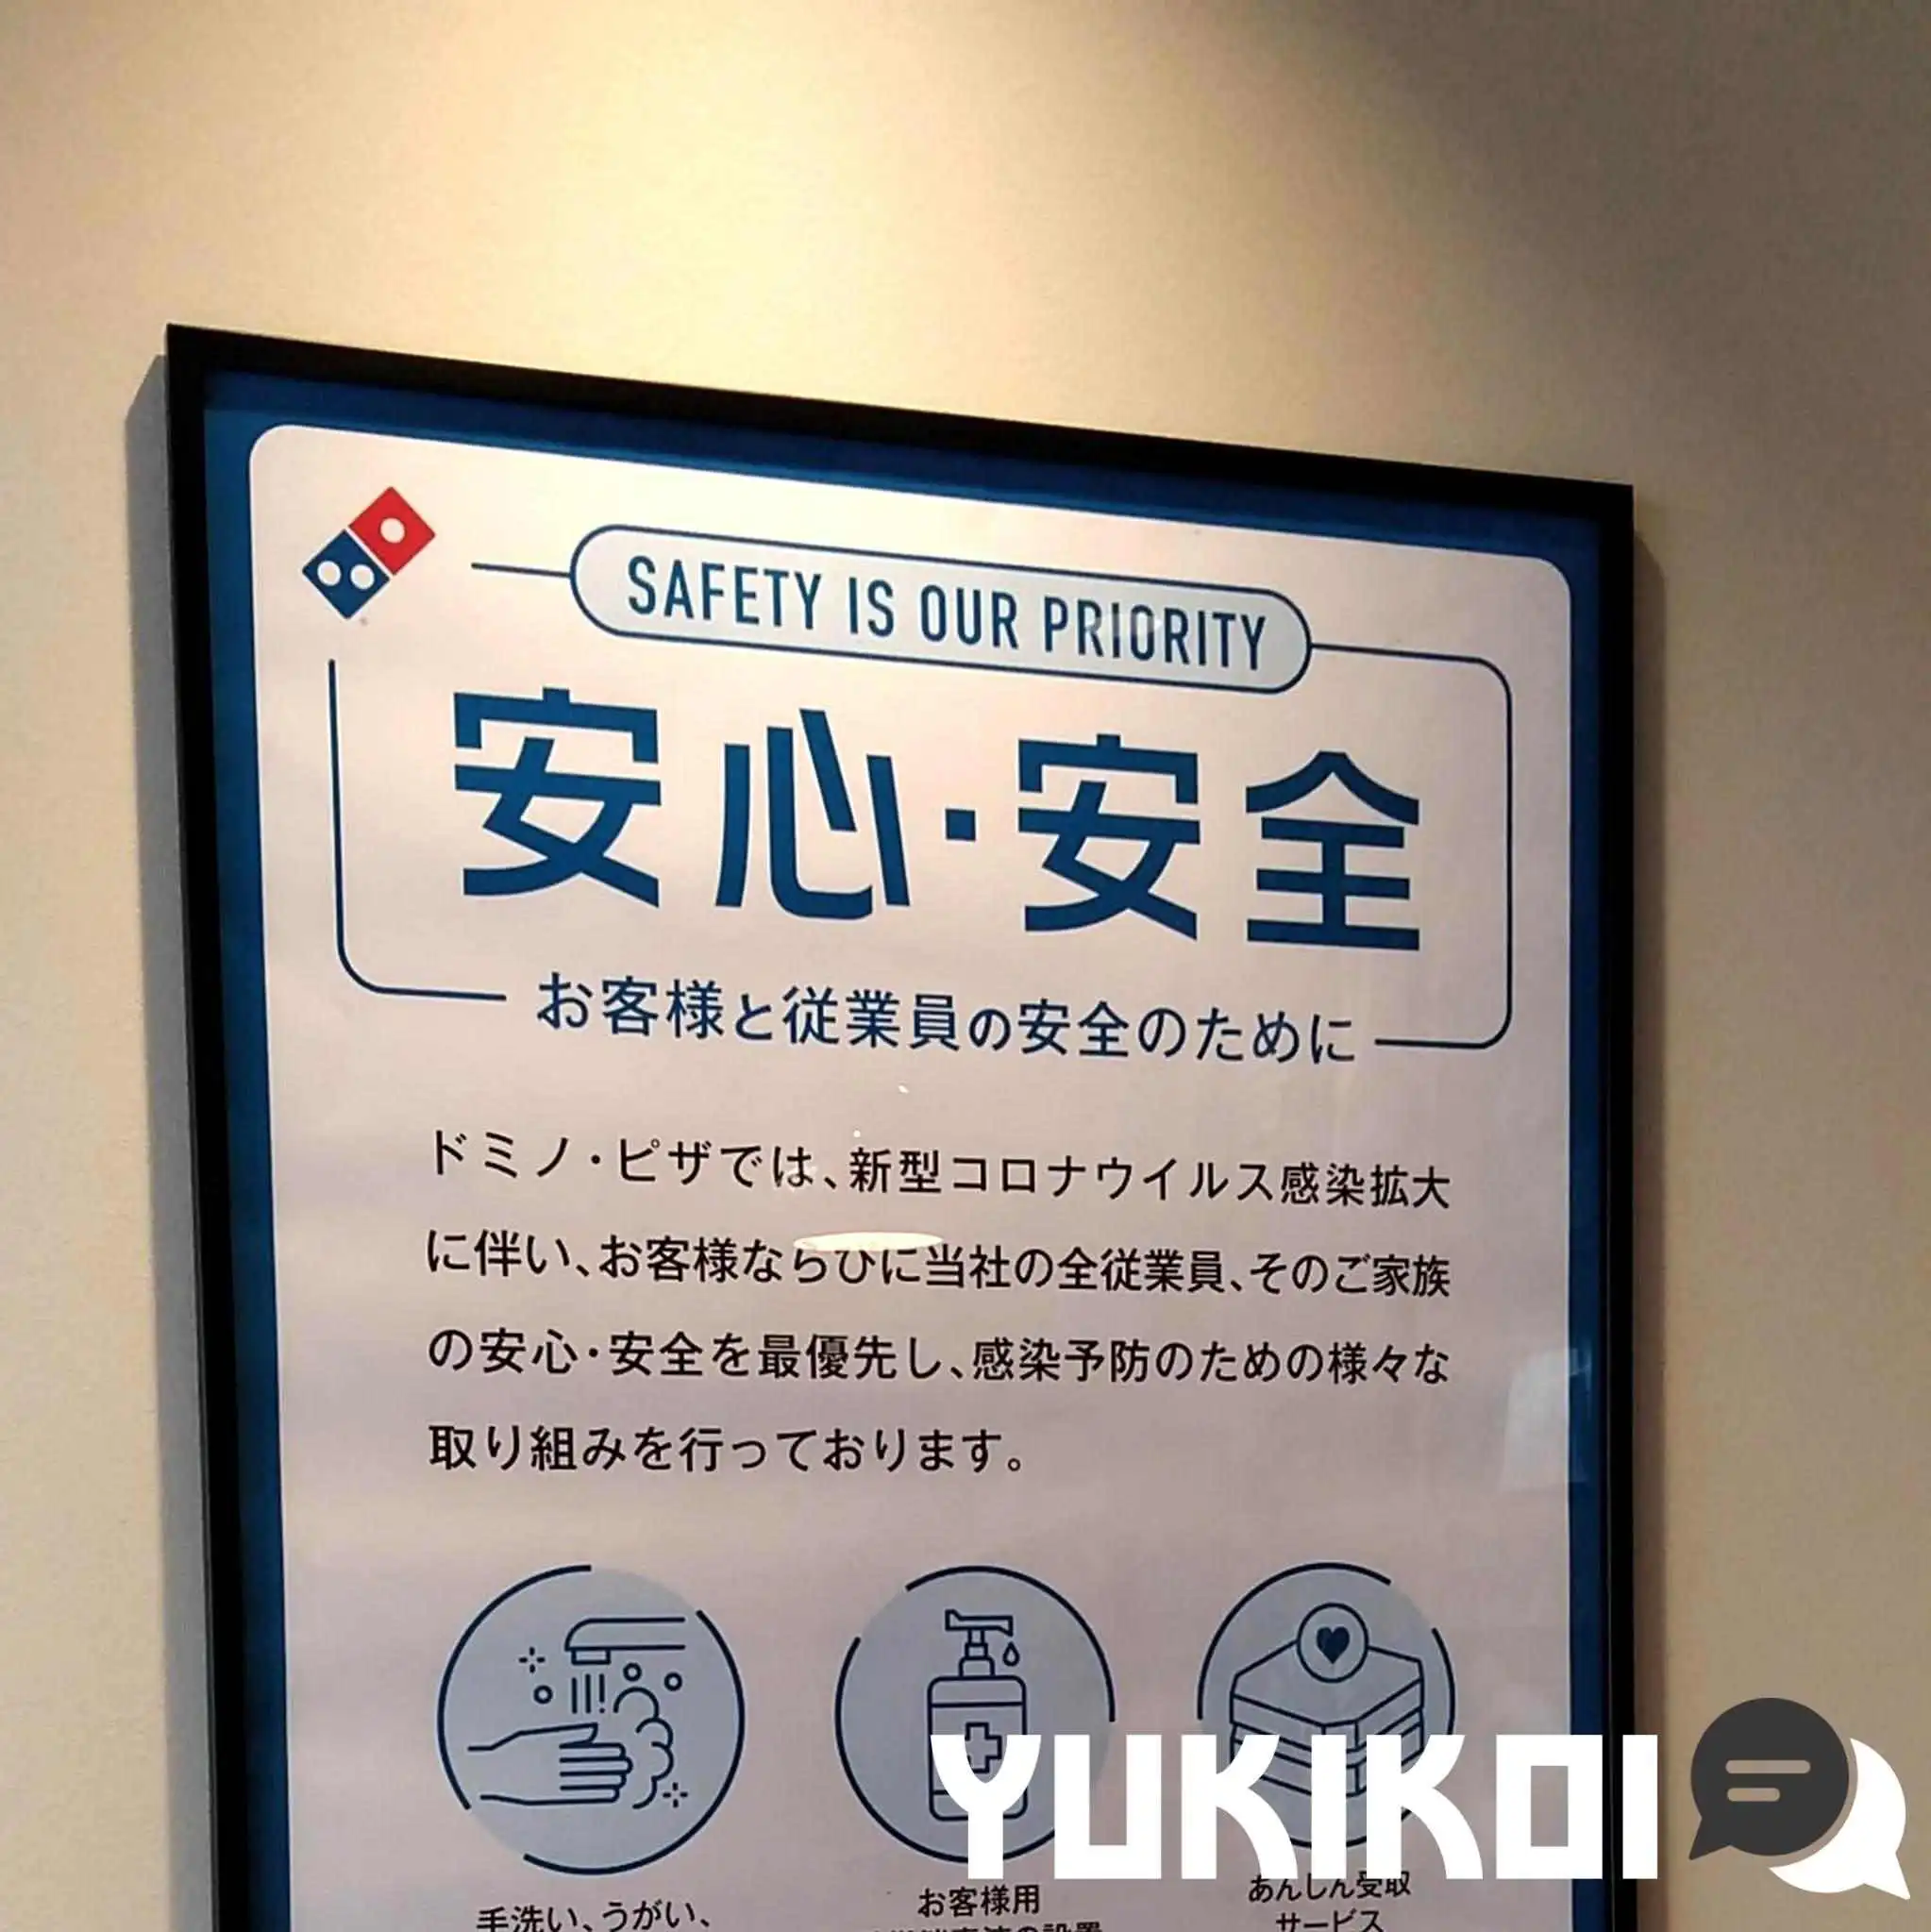 SAFETY IS OUR PRIORITY
安心・安全
お客様と従業員の安全のために
ドミノ・ピザでは、新型コロナウイルス感染拡大
に伴い、お客様ならびに当社の全従業員、そのご家族
の安心・安全を最優先し、感染予防のための様々な
取り組みを行っております。
手洗い、うがい、
お客様用
あんしん受取
サービス
YUKIKOI